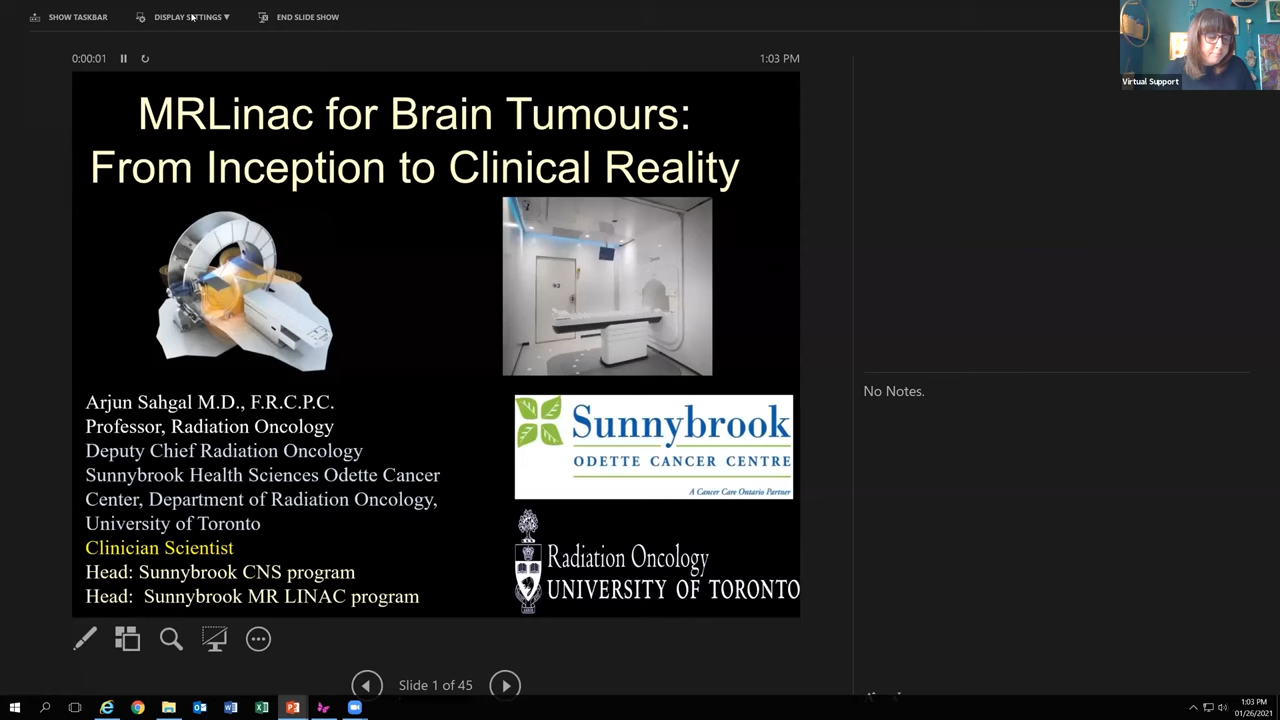 SHOW TASKBAR
DISPLAY SETTINGS ▼
END SLIDE SHOW
Virtual Support
0:00:01
1:03 PM
MRLinac for Brain Tumours:
From Inception to Clinical Reality
Arjun Sahgal M.D., F.R.C.P.C.
Professor, Radiation Oncology
Deputy Chief Radiation Oncology
Sunnybrook Health Sciences Odette Cancer
Center, Department of Radiation Oncology,
University of Toronto
Clinician Scientist
Head: Sunnybrook CNS program
Head: Sunnybrook MR LINAC program
Sunnybrook
ODETTE CANCER CENTRE
A Cancer Care Ontario Partner
Radiation Oncology
UNIVERSITY OF TORONTO
No Notes.
Slide 1 of 45
1:03 PM
01/26/2021